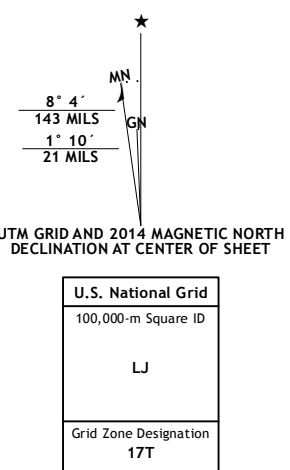 ★
MN
8° 4´
143 MILS
GN
1° 10´
21 MILS
UTM GRID AND 2014 MAGNETIC NORTH
DECLINATION AT CENTER OF SHEET
U.S. National Grid
100,000-m Square ID
LJ
Grid Zone Designation
17T